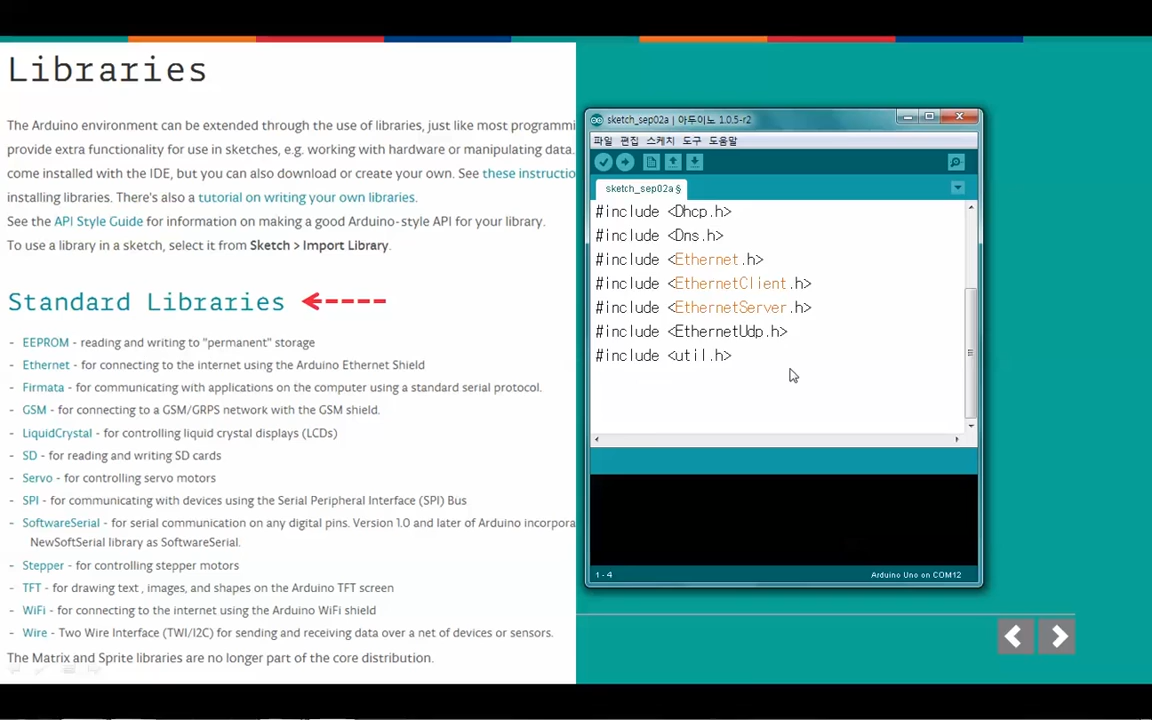 Libraries
The Arduino environment can be extended through the use of libraries, just like most programmi
provide extra functionality for use in sketches, e.g. working with hardware or manipulating data.
come installed with the IDE, but you can also download or create your own. See these instructio
installing libraries. There's also a tutorial on writing your own libraries.
See the API Style Guide for information on making a good Arduino-style API for your library.
To use a library in a sketch, select it from Sketch > Import Library.
Standard Libraries
- EEPROM - reading and writing to "permanent" storage
- Ethernet - for connecting to the internet using the Arduino Ethernet Shield
- Firmata - for communicating with applications on the computer using a standard serial protocol.
- GSM - for connecting to a GSM/GRPS network with the GSM shield.
- LiquidCrystal - for controlling liquid crystal displays (LCDs)
- SD - for reading and writing SD cards
- Servo - for controlling servo motors
- SPI - for communicating with devices using the Serial Peripheral Interface (SPI) Bus
- SoftwareSerial - for serial communication on any digital pins. Version 1.0 and later of Arduino incorpora
NewSoftSerial library as SoftwareSerial.
- Stepper - for controlling stepper motors
- TFT - for drawing text , images, and shapes on the Arduino TFT screen
- WiFi - for connecting to the internet using the Arduino WiFi shield
- Wire - Two Wire Interface (TWI/I2C) for sending and receiving data over a net of devices or sensors.
The Matrix and Sprite libraries are no longer part of the core distribution.
sketch_sep02a | 아두이노 1.0.5-r2
파일 편집 스케치 도구 도움말
sketch_sep02a §
#include <Dhcp.h>
#include <Dns.h>
#include <Ethernet.h>
#include <EthernetClient.h>
#include <EthernetServer.h>
#include <EthernetUdp.h>
#include <util.h>
1 - 4
Arduino Uno on COM12